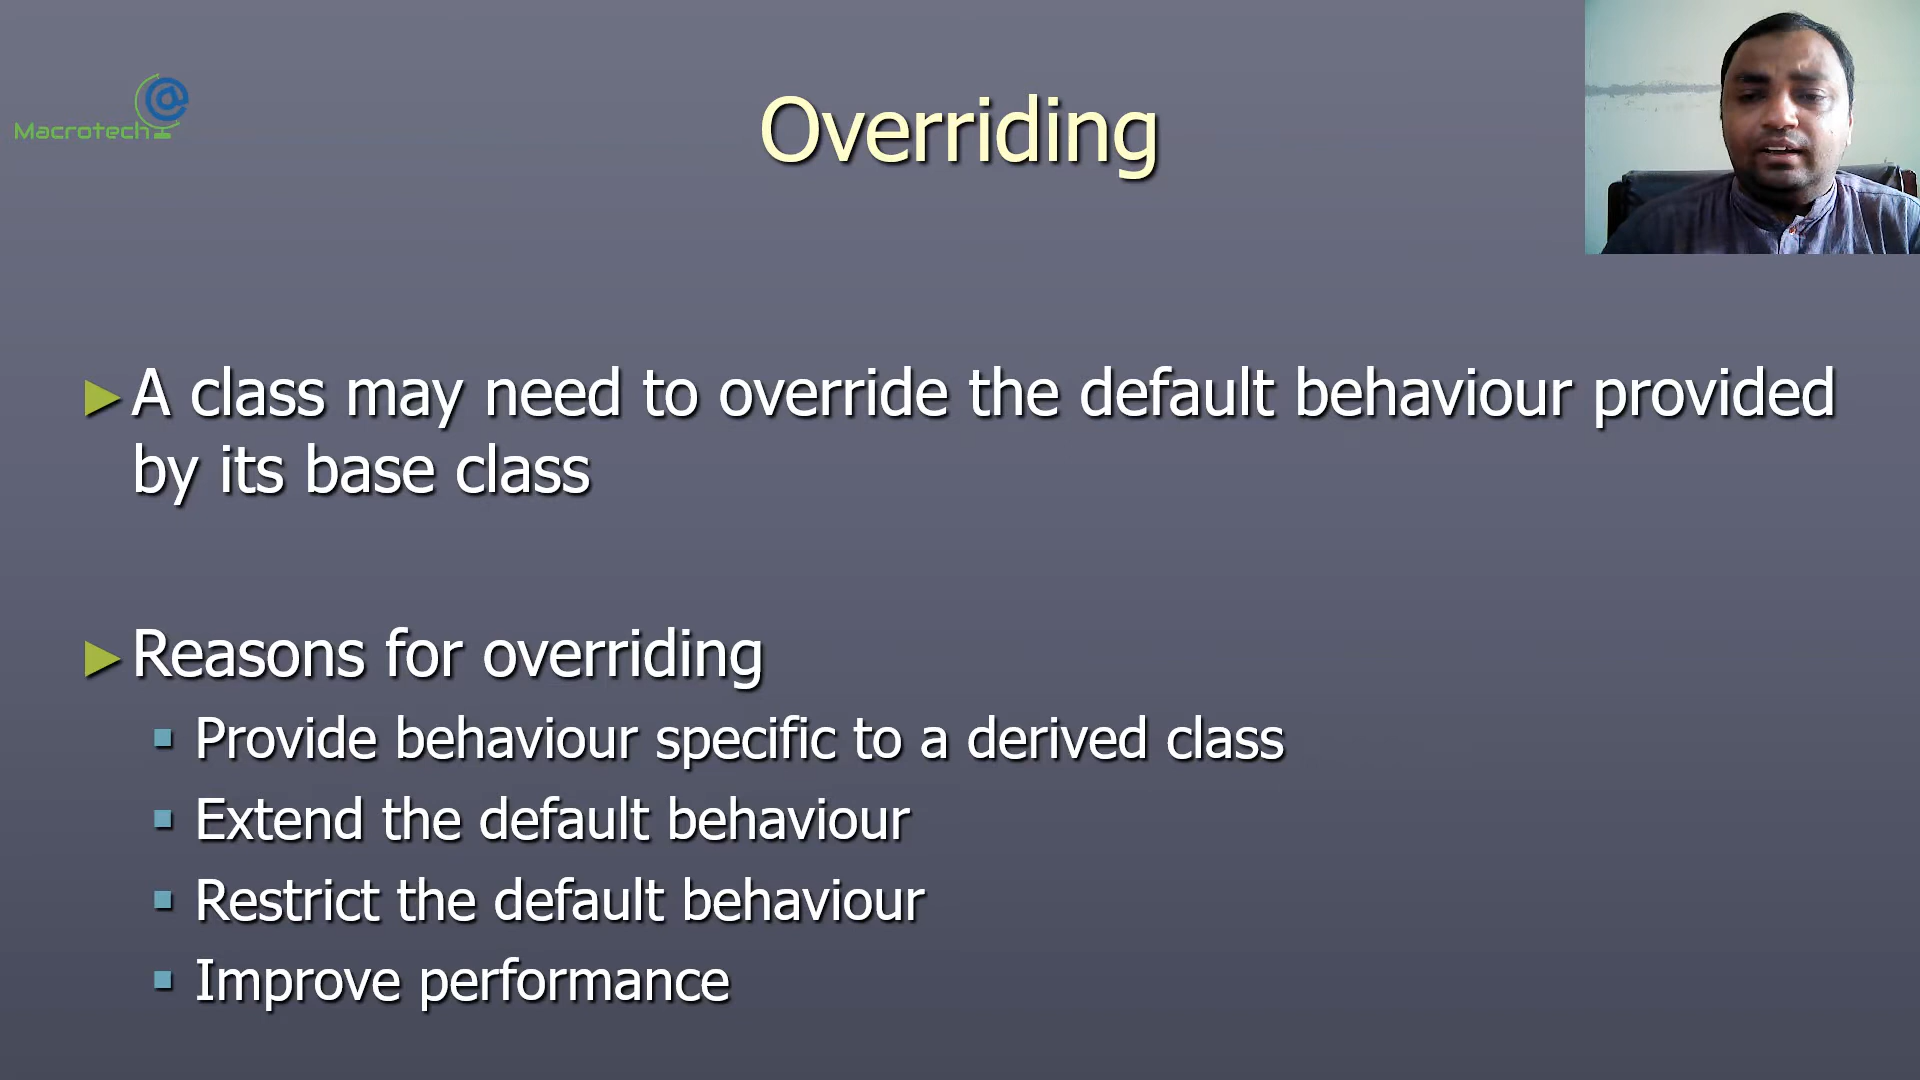 Macrotech
Overriding
A class may need to override the default behaviour provided
by its base class
Reasons for overriding
Provide behaviour specific to a derived class
Extend the default behaviour
Restrict the default behaviour
Improve performance